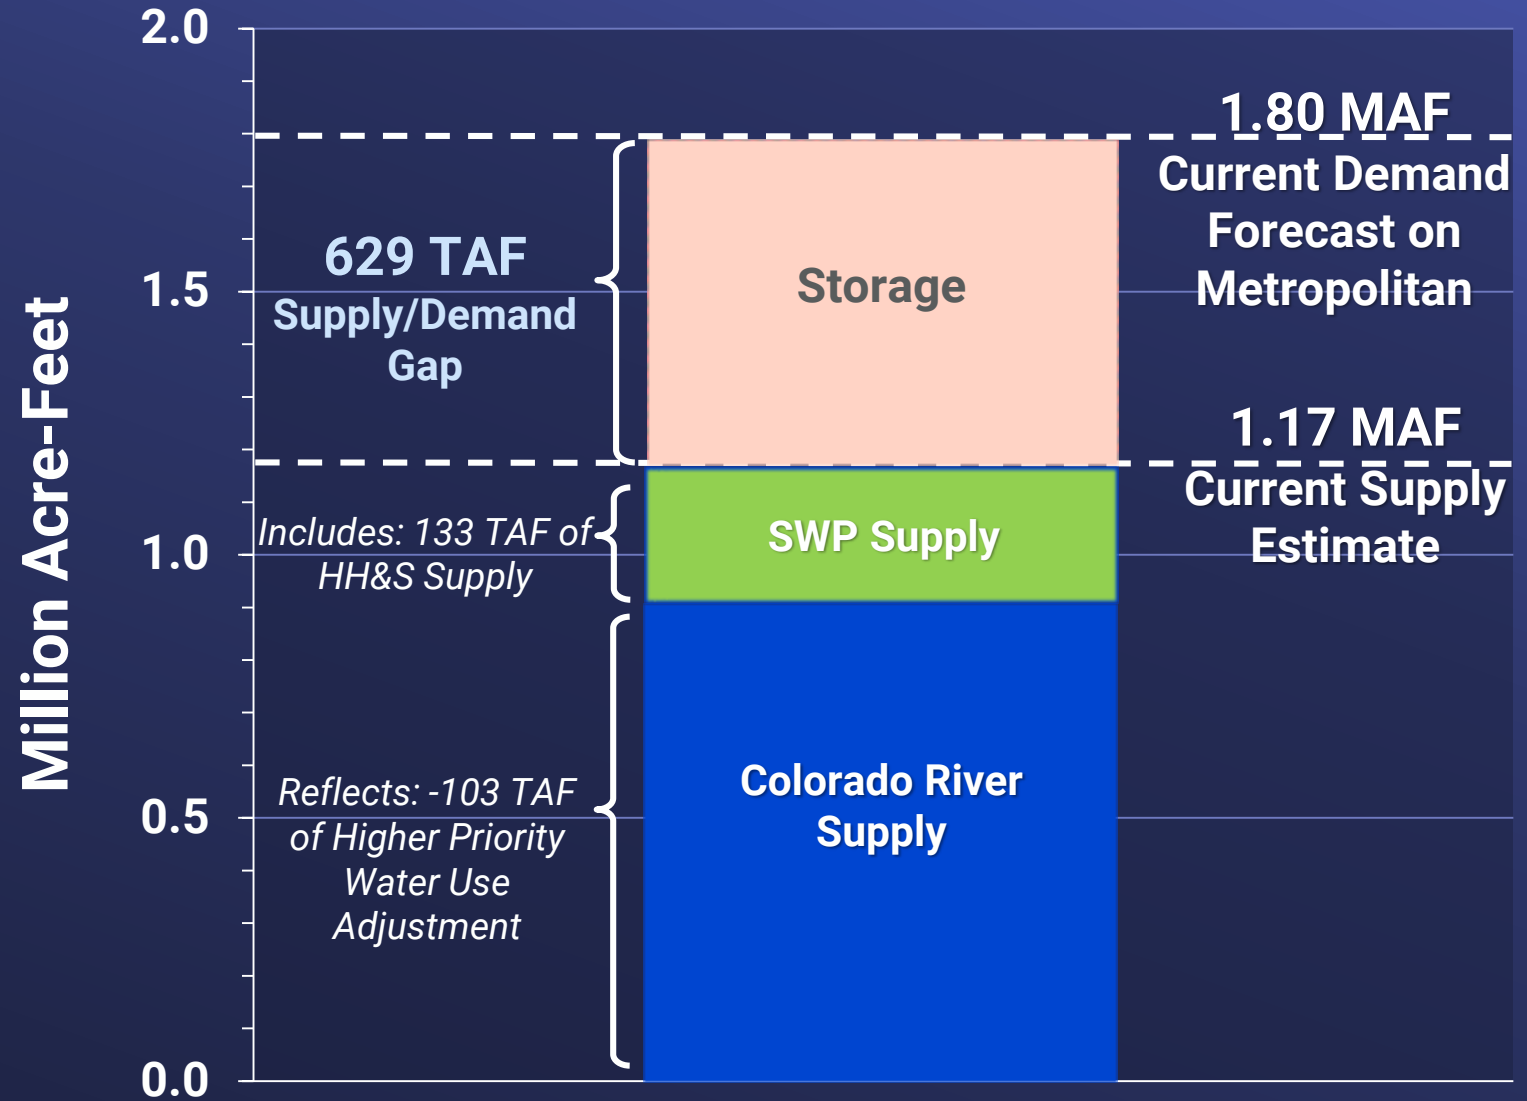 Million Acre-Feet
2.0
1.5
1.0
0.5
0.0
629 TAF
Supply/Demand
Gap
Includes: 133 TAF of
HH&S Supply
Reflects: -103 TAF
of Higher Priority
Water Use
Adjustment
Storage
SWP Supply
Colorado River
Supply
1.80 MAF
Current Demand
Forecast on
Metropolitan
1.17 MAF
Current Supply
Estimate